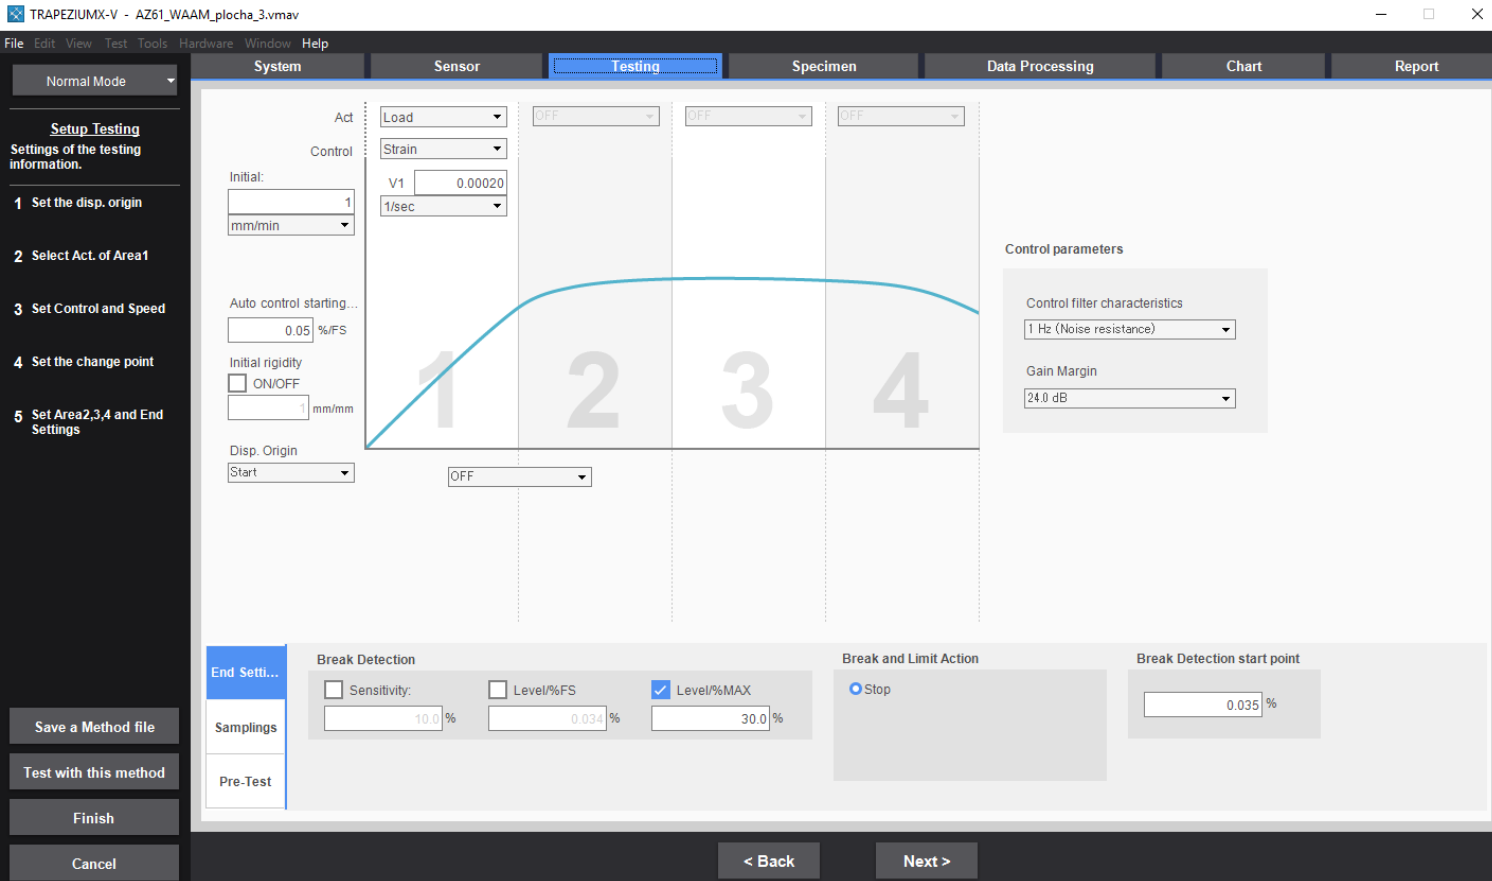 TRAPEZIUMX-V - AZ61_WAAM_plocha_3.vmav
File Edit View Test Tools Hardware Window Help
Normal Mode
System Sensor Testing Specimen Data Processing Chart Report
Setup Testing
Settings of the testing
information.
1 Set the disp. origin
2 Select Act. of Area1
3 Set Control and Speed
4 Set the change point
5 Set Area2,3,4 and End
Settings
Save a Method file
Test with this method
Finish
Cancel
Act Load OFF OFF OFF
Control Strain
Initial:
1
mm/min
V1 0.00020
1/sec
Auto control starting...
0.05 %/FS
Initial rigidity
ON/OFF
1 mm/mm
Disp. Origin
Start
OFF
1 2 3 4
Control parameters
Control filter characteristics
1 Hz (Noise resistance)
Gain Margin
24.0 dB
End Setti...
Samplings
Pre-Test
Break Detection
Sensitivity: Level/%FS Level/%MAX
10.0 % 0.034 % 30.0 %
Break and Limit Action
Stop
Break Detection start point
0.035 %
< Back Next >